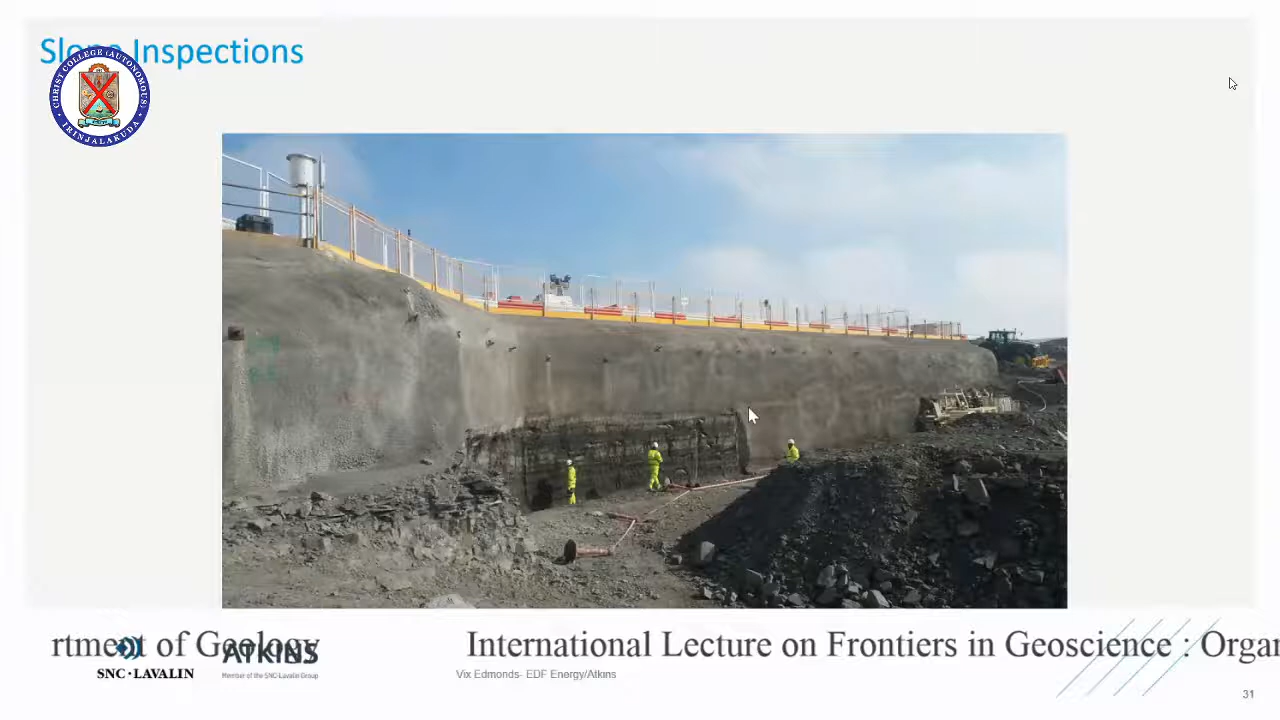 Slope Inspections
CHRIST COLLEGE (AUTONOMOUS)
IRINJALAKUDA
rtment of Geology
International Lecture on Frontiers in Geoscience : Organ
SNC · LAVALIN
ATKINS
Member of the SNC-Lavalin Group
Vix Edmonds- EDF Energy/Atkins
31